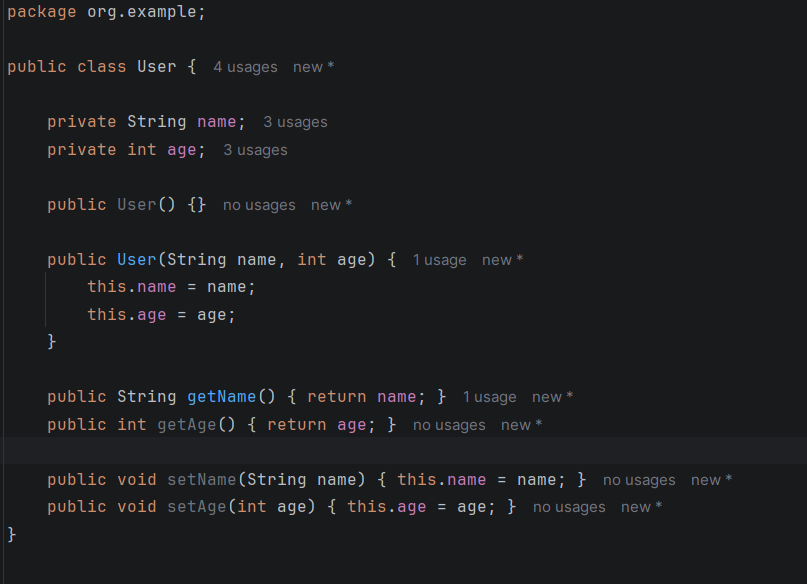 package org.example;
public class User { 4 usages new *
private String name; 3 usages
private int age; 3 usages
public User() {} no usages new *
public User(String name, int age) { 1 usage new *
this.name = name;
this.age = age;
}
public String getName() { return name; } 1 usage new *
public int getAge() { return age; } no usages new *
public void setName(String name) { this.name = name; } no usages new *
public void setAge(int age) { this.age = age; } no usages new *
}